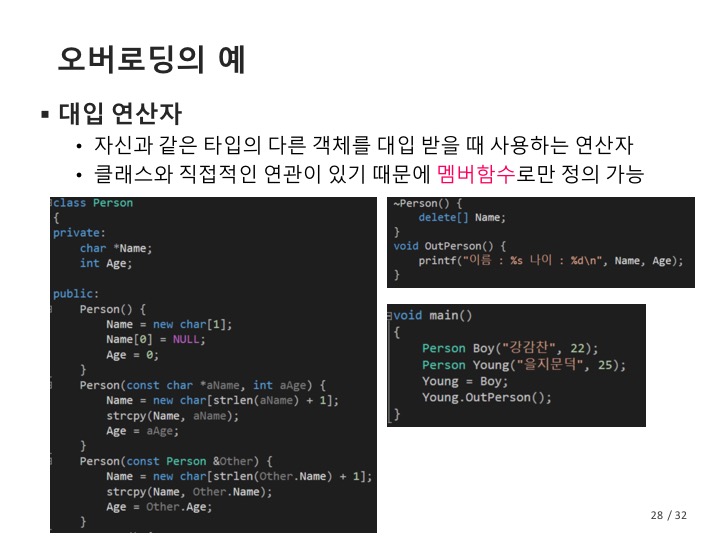 오버로딩의 예
▪ 대입 연산자
• 자신과 같은 타입의 다른 객체를 대입 받을 때 사용하는 연산자
• 클래스와 직접적인 연관이 있기 때문에 멤버함수로만 정의 가능
class Person
{
private:
char *Name;
int Age;
public:
Person() {
Name = new char[1];
Name[0] = NULL;
Age = 0;
}
Person(const char *aName, int aAge) {
Name = new char[strlen(aName) + 1];
strcpy(Name, aName);
Age = aAge;
}
Person(const Person &Other) {
Name = new char[strlen(Other.Name) + 1];
strcpy(Name, Other.Name);
Age = Other.Age;
}
~Person() {
delete[] Name;
}
void OutPerson() {
printf("이름 : %s 나이 : %d\n", Name, Age);
}
void main()
{
Person Boy("강감찬", 22);
Person Young("을지문덕", 25);
Young = Boy;
Young.OutPerson();
}
28 / 32